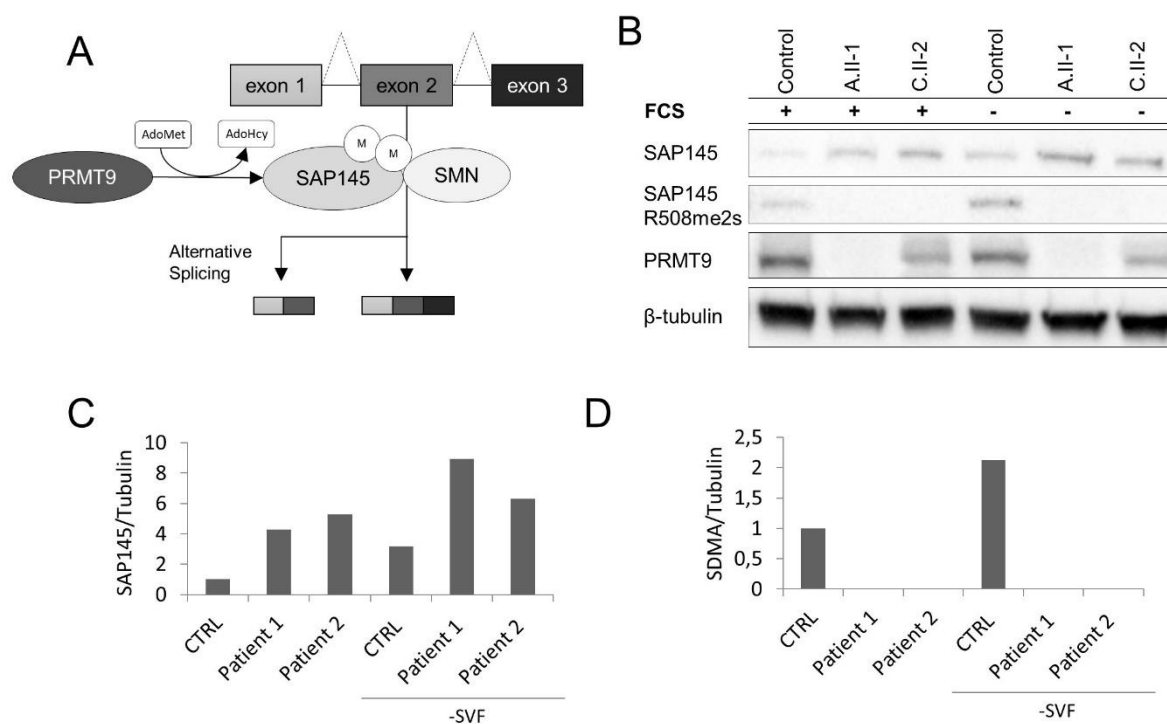 A
exon 1
exon 2
exon 3
AdoMet
AdoHcy
M
M
PRMT9
SAP145
SMN
Alternative
Splicing
B
Control
A.II-1
C.II-2
Control
A.II-1
C.II-2
FCS + + + - - -
SAP145
SAP145
R508me2s
PRMT9
β-tubulin
C
SAP145/Tubulin
10
8
6
4
2
0
CTRL
Patient 1
Patient 2
CTRL
Patient 1
Patient 2
-SVF
D
SDMA/Tubulin
2,5
2
1,5
1
0,5
0
CTRL
Patient 1
Patient 2
CTRL
Patient 1
Patient 2
-SVF